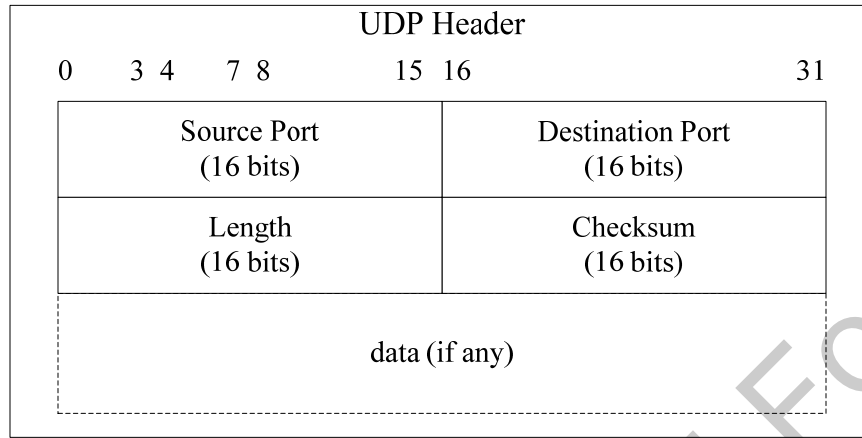 UDP Header
0 3 4 7 8 15 16 31
Source Port
(16 bits)
Destination Port
(16 bits)
Length
(16 bits)
Checksum
(16 bits)
data (if any)